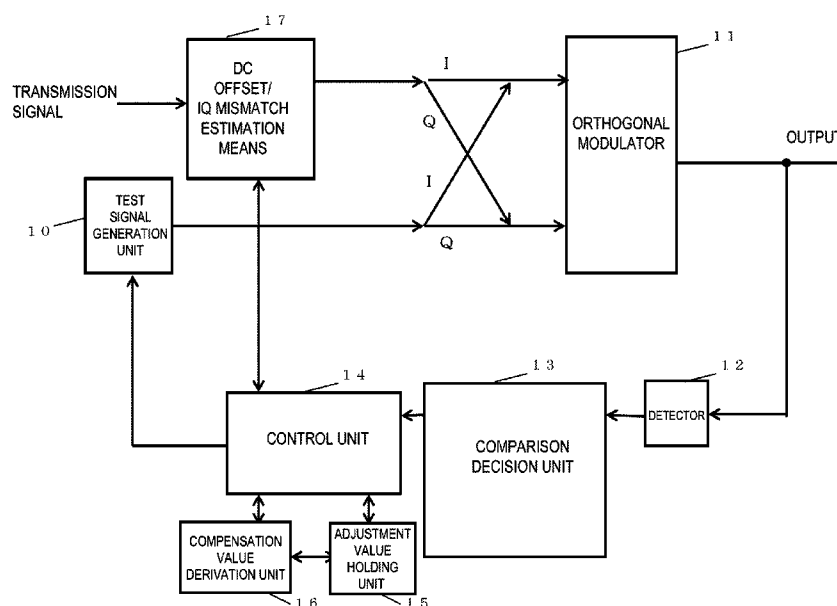 １７
DC
OFFSET/
IQ MISMATCH
ESTIMATION
MEANS
TRANSMISSION
SIGNAL
I
Q
I
Q
１１
ORTHOGONAL
MODULATOR
OUTPUT
１０
TEST
SIGNAL
GENERATION
UNIT
１４
CONTROL UNIT
１３
COMPARISON
DECISION UNIT
１２
DETECTOR
COMPENSATION
VALUE
DERIVATION UNIT
１６
ADJUSTMENT
VALUE
HOLDING
UNIT
１５